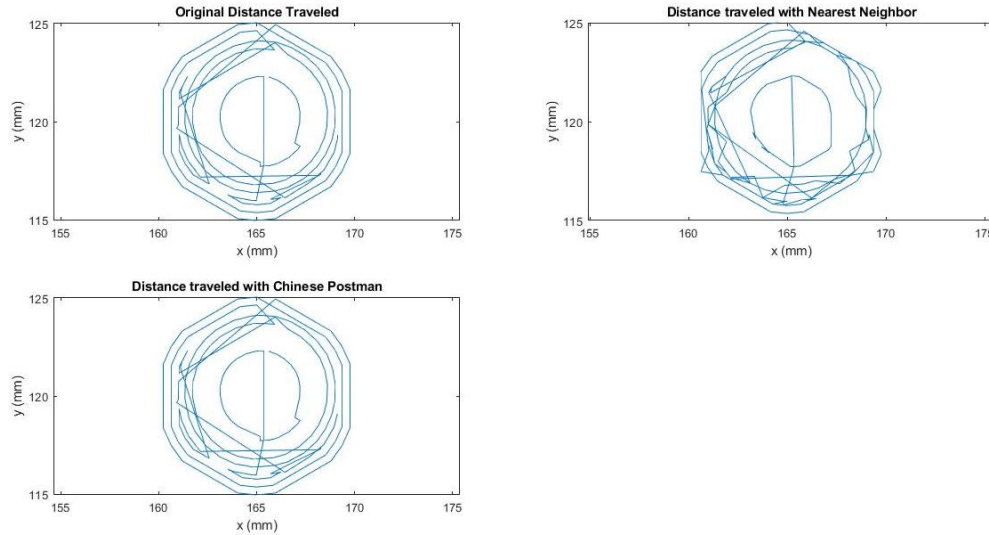 Original Distance Traveled
125
120
115
y (mm)
155
160
165
170
175
x (mm)
Distance traveled with Nearest Neighbor
125
120
115
y (mm)
155
160
165
170
175
x (mm)
Distance traveled with Chinese Postman
125
120
115
y (mm)
155
160
165
170
175
x (mm)